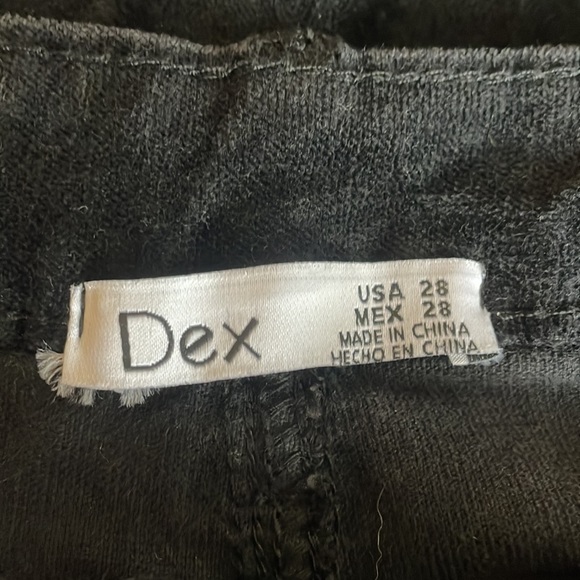 Dex
USA 28
MEX 28
MADE IN CHINA
HECHO EN CHINA